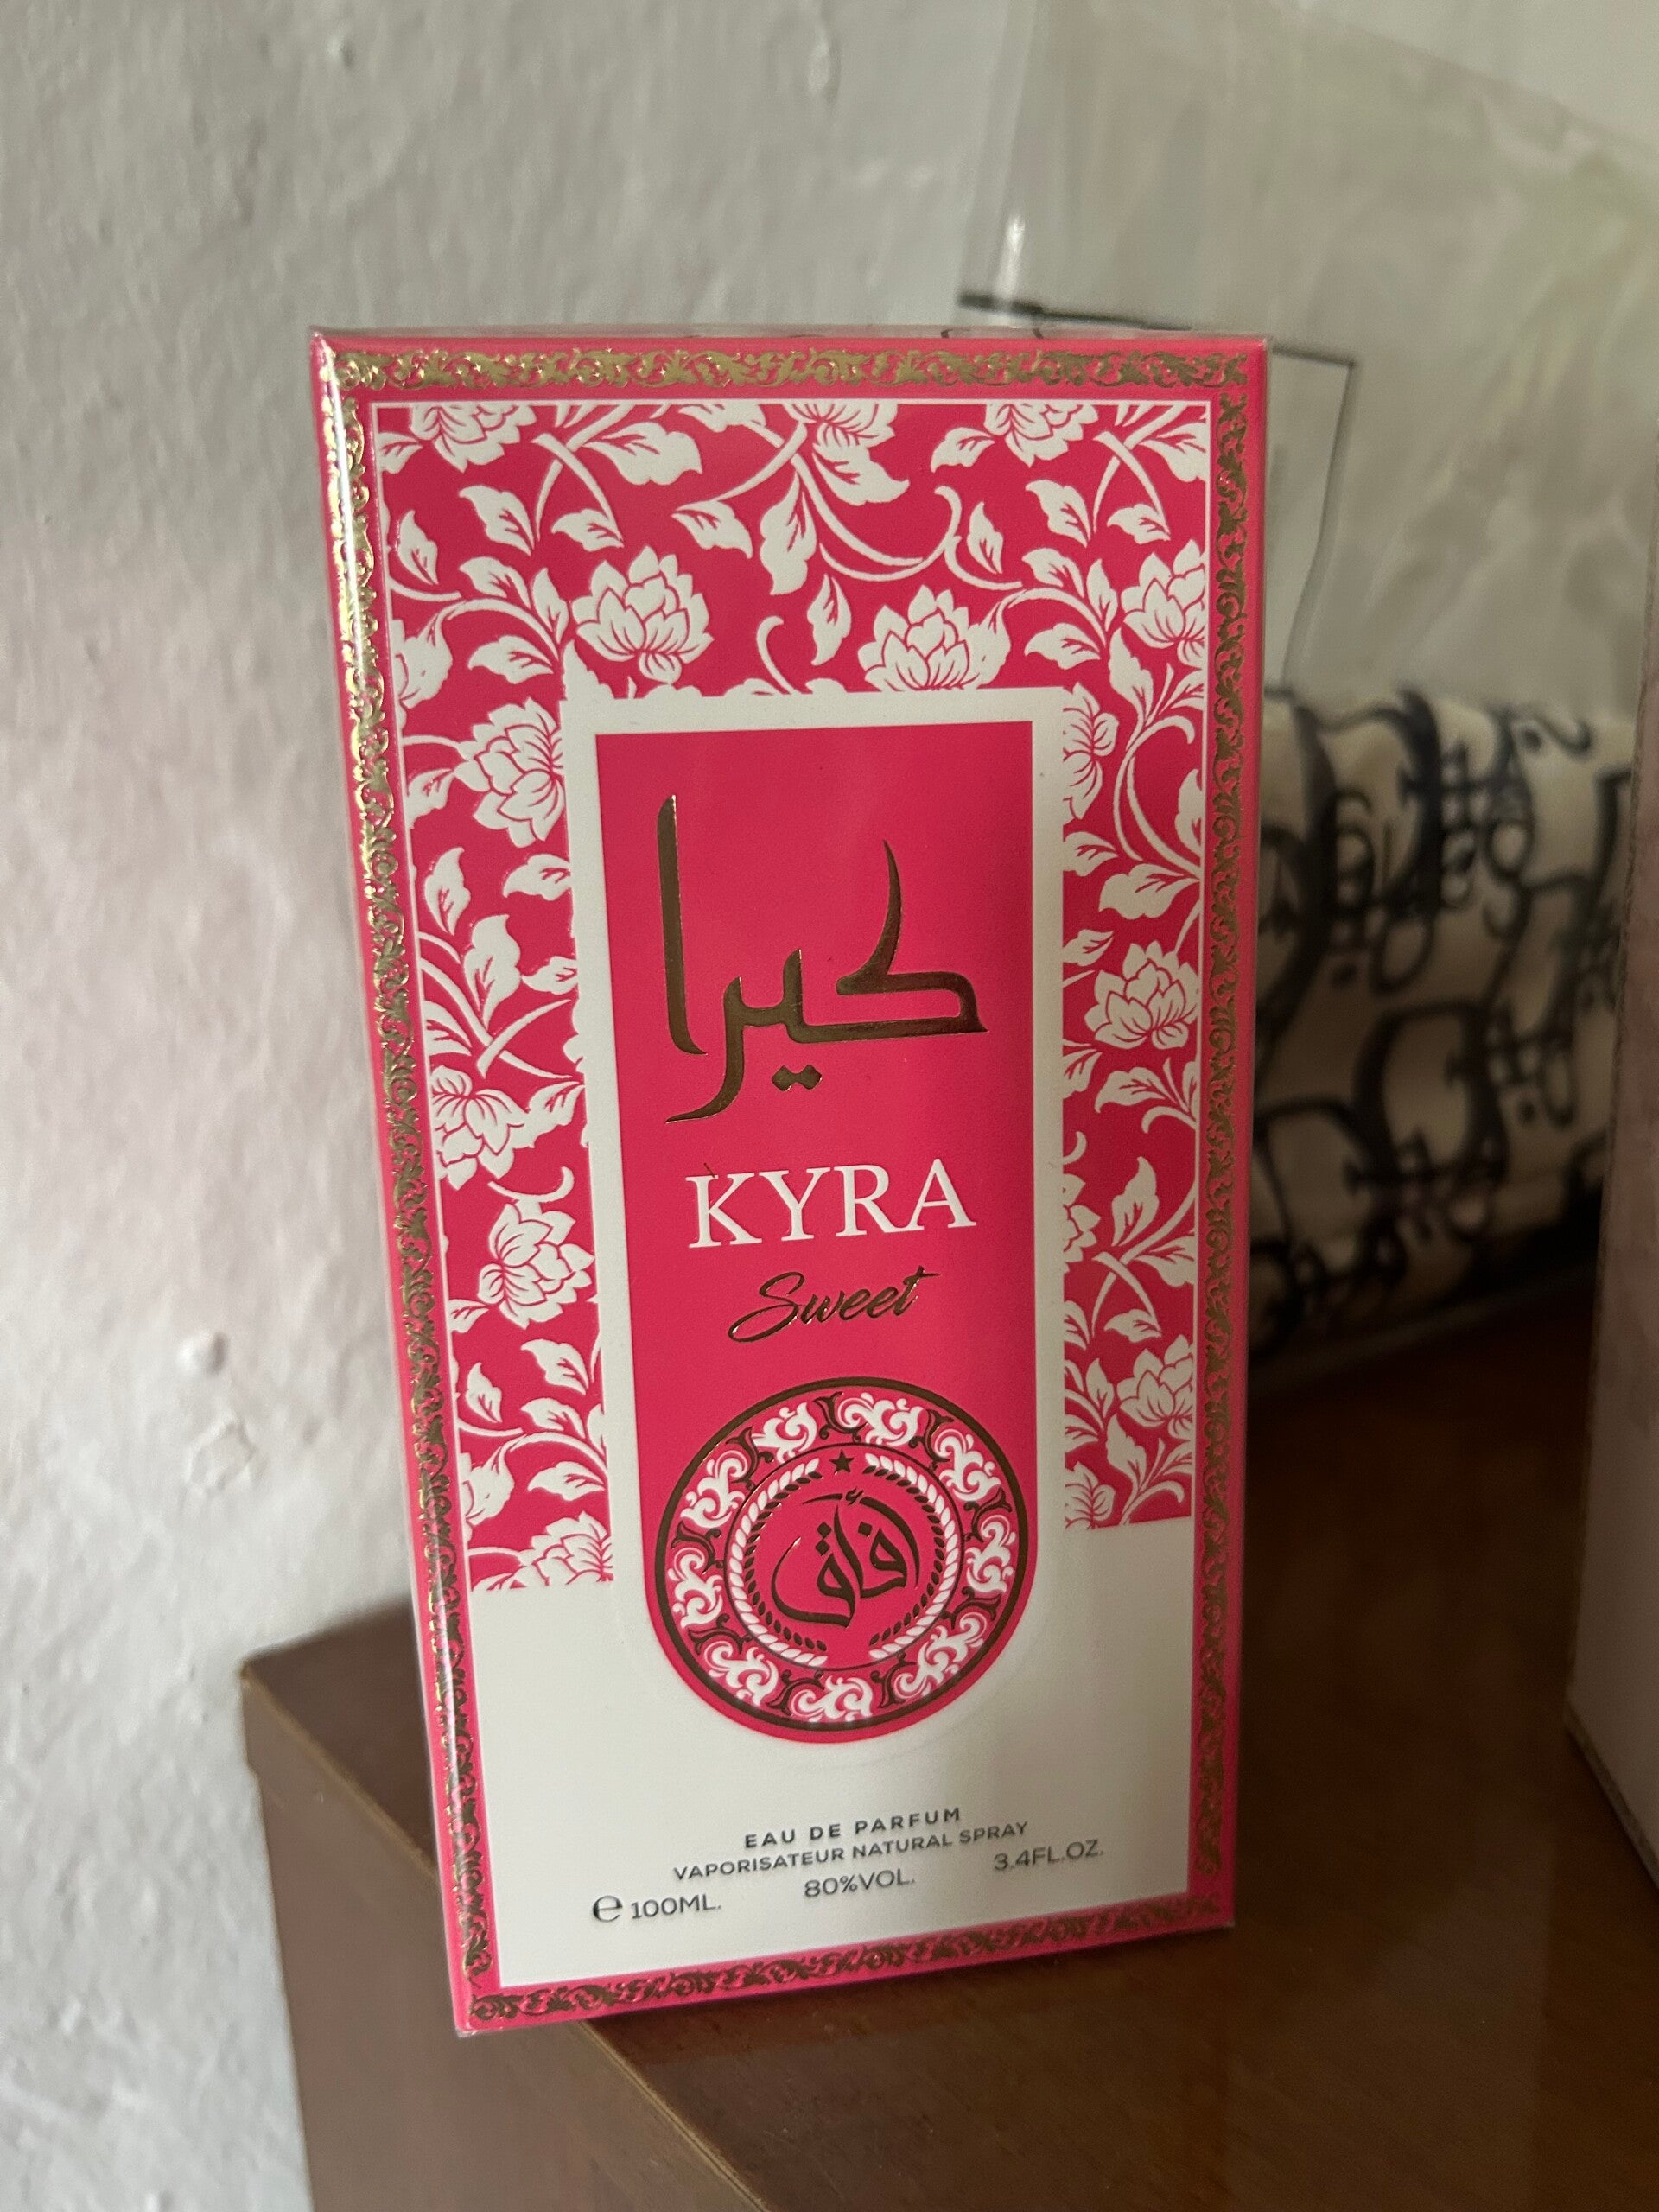 كيرا
KYRA
Sweet
آفاق
EAU DE PARFUM
VAPORISATEUR NATURAL SPRAY
℮ 100ML. 80%VOL. 3.4FL.OZ.